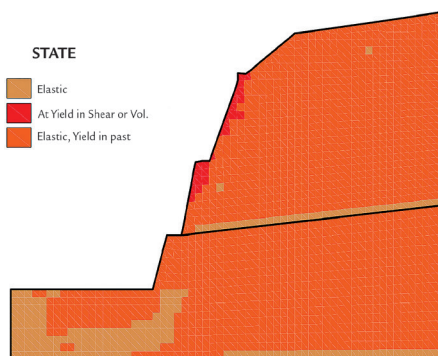 STATE
Elastic
At Yield in Shear or Vol.
Elastic, Yield in past